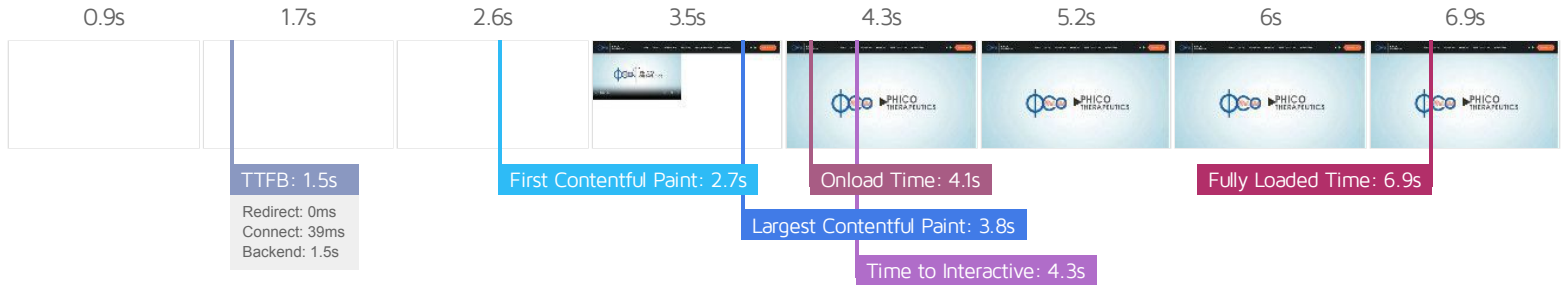 0.9s 1.7s 2.6s 3.5s 4.3s 5.2s 6s 6.9s
PHICO PHICO PHICO PHICO
THERAPEUTICS THERAPEUTICS THERAPEUTICS THERAPEUTICS
TTFB: 1.5s
First Contentful Paint: 2.7s
Onload Time: 4.1s
Fully Loaded Time: 6.9s
Redirect: 0ms
Connect: 39ms
Backend: 1.5s
Largest Contentful Paint: 3.8s
Time to Interactive: 4.3s